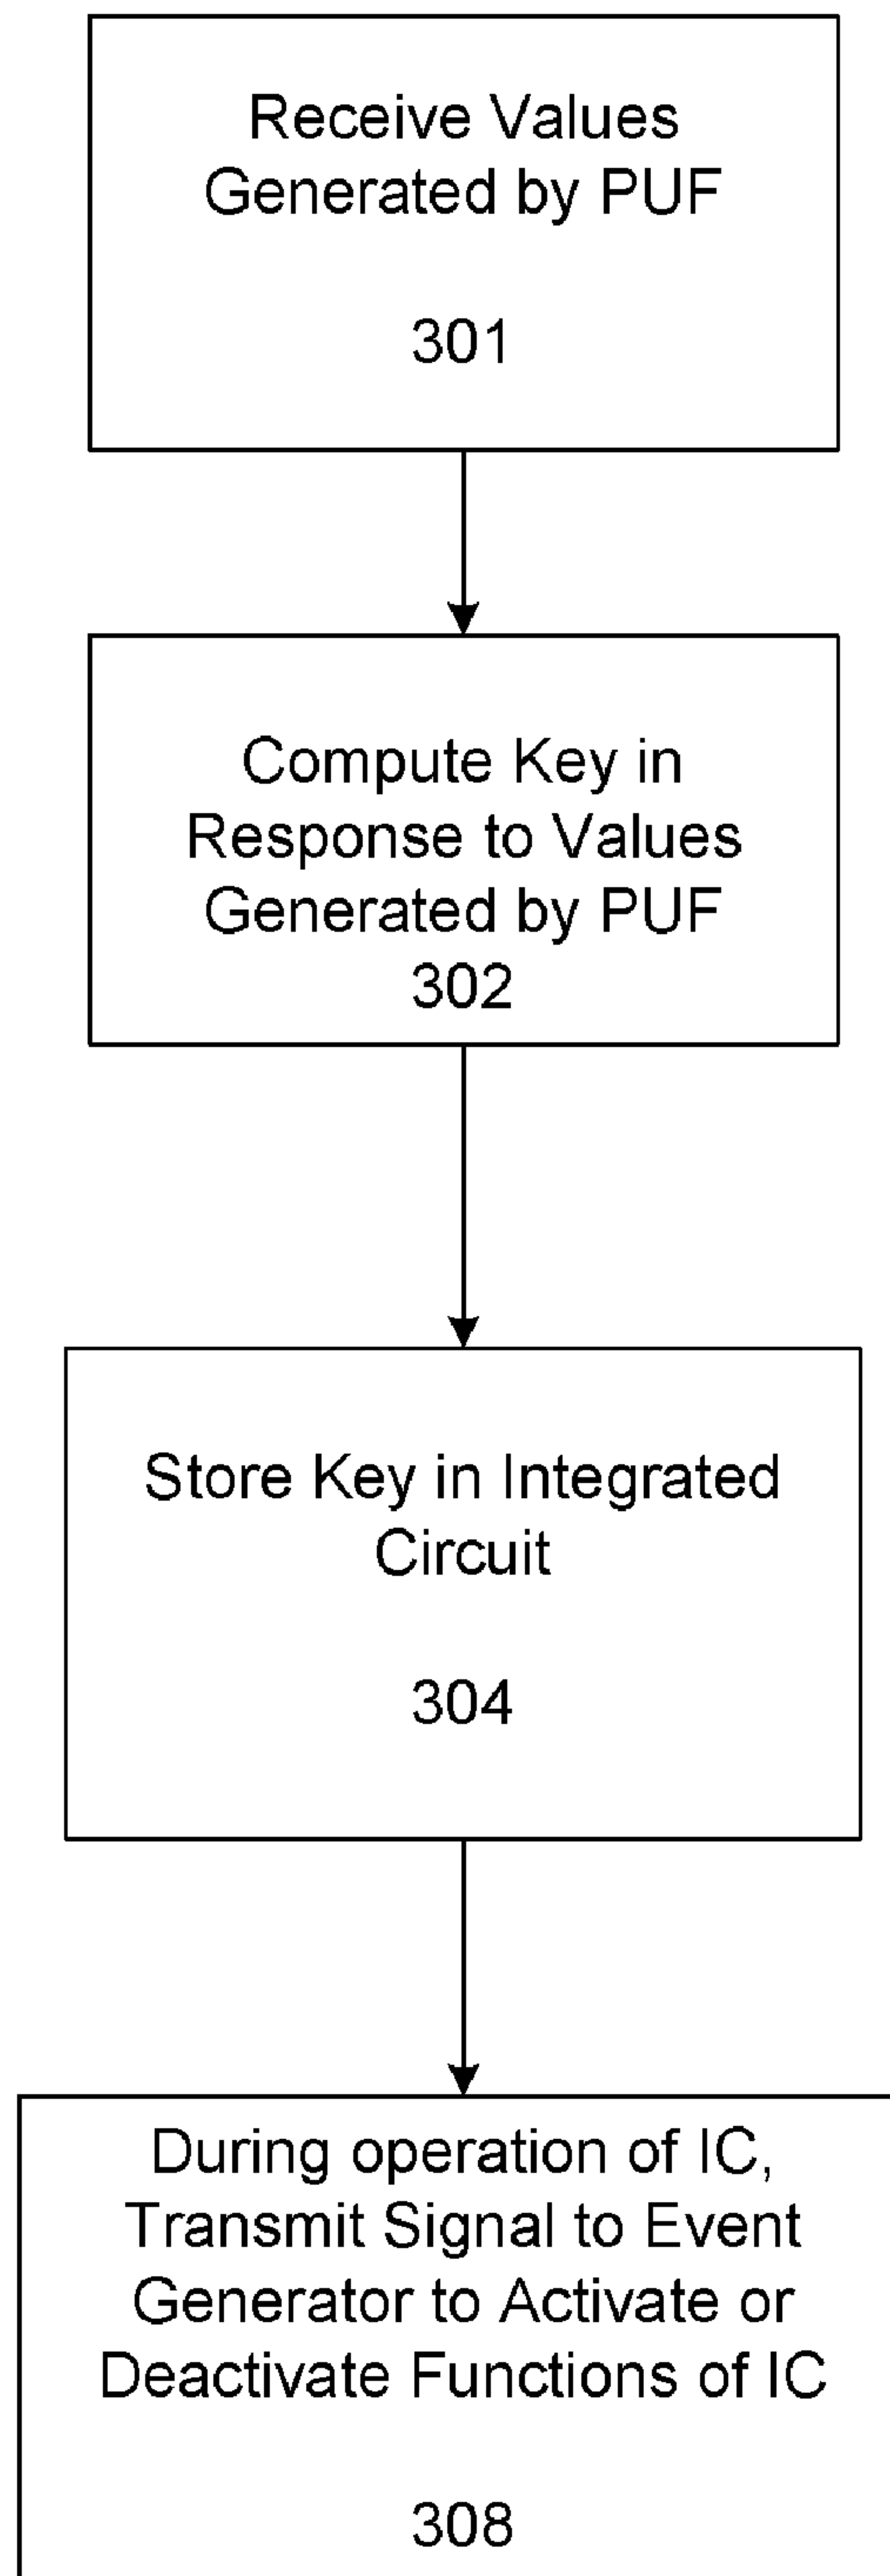 Receive Values
Generated by PUF
301
Compute Key in
Response to Values
Generated by PUF
302
Store Key in Integrated
Circuit
304
During operation of IC,
Transmit Signal to Event
Generator to Activate or
Deactivate Functions of IC
308